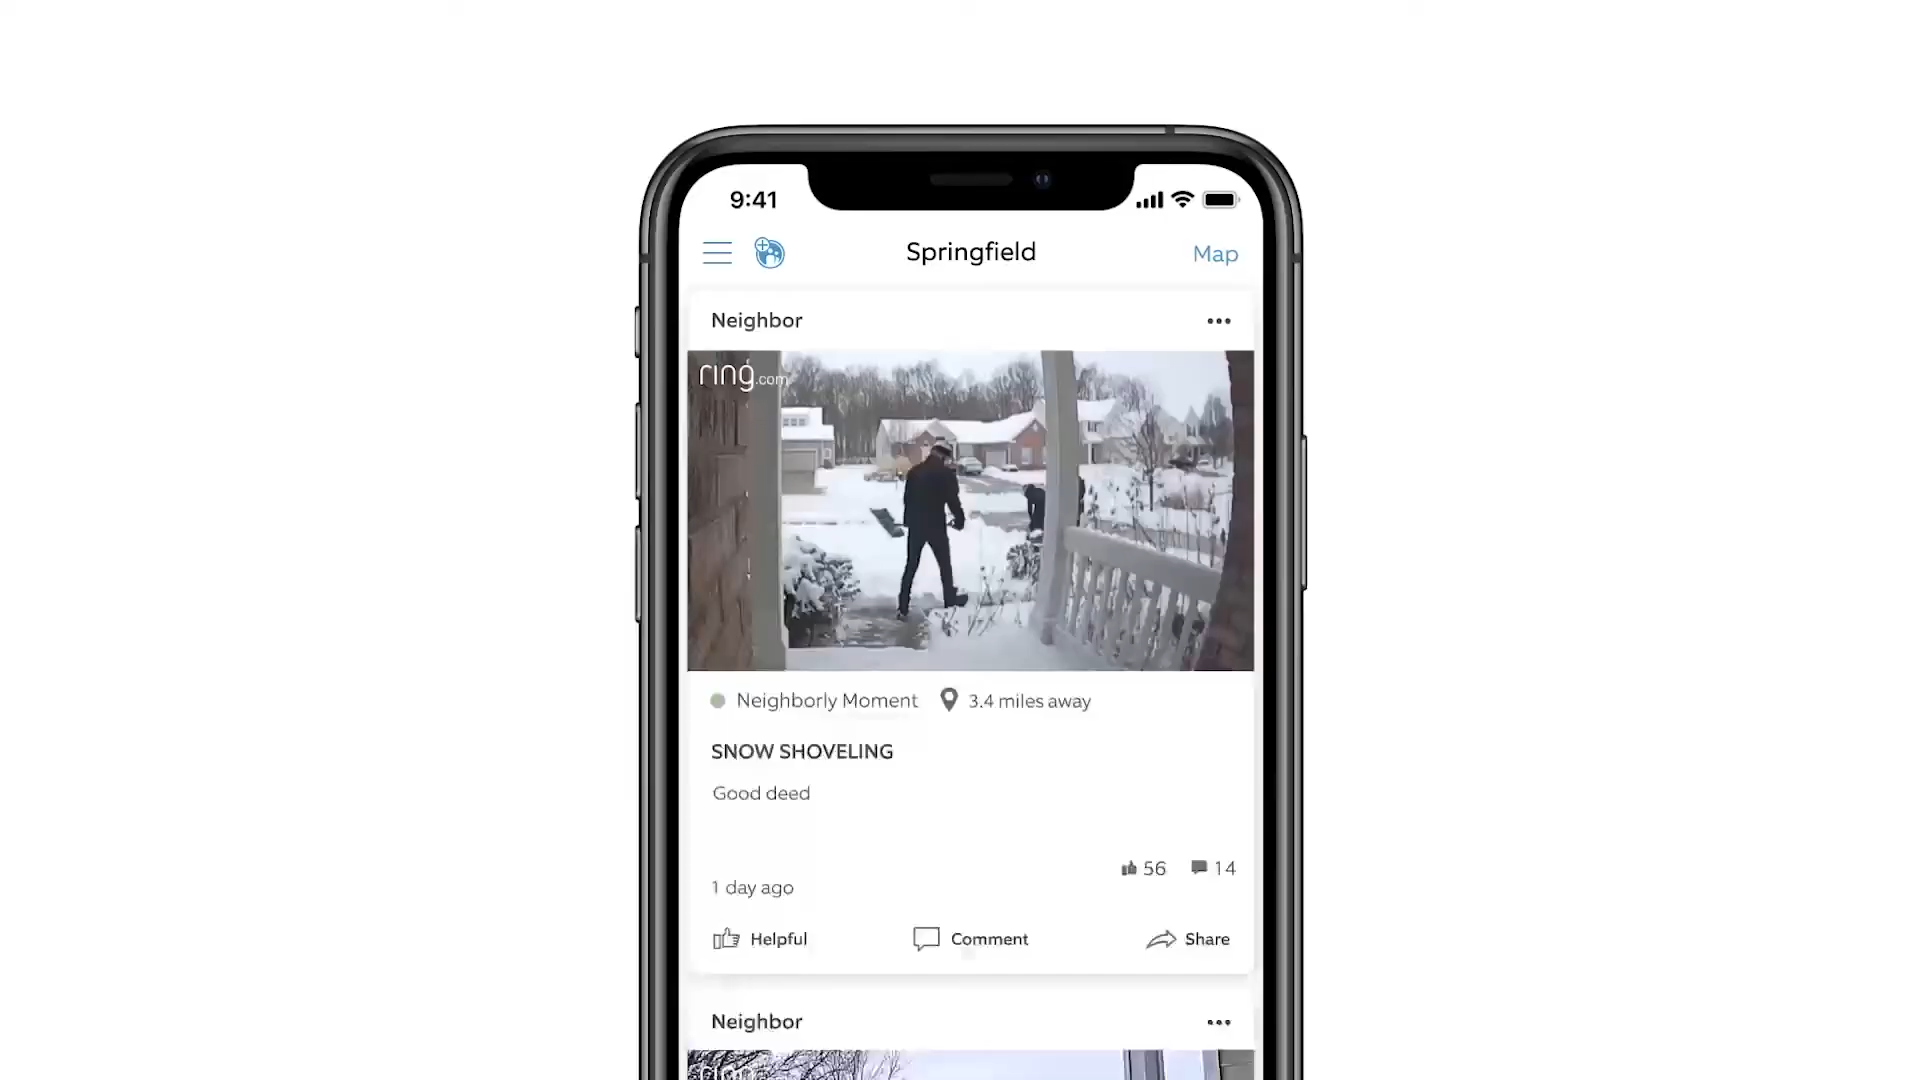 9:41
Springfield
Map
Neighbor
ring.com
Neighborly Moment
3.4 miles away
SNOW SHOVELING
Good deed
56
14
1 day ago
Helpful
Comment
Share
Neighbor